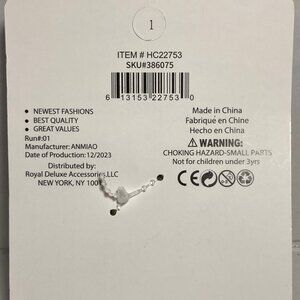 1
ITEM # HC22753
SKU#386075
6 13153 22753 0
• NEWEST FASHIONS
• BEST QUALITY
• GREAT VALUES
Run#:01
Manufacturer: ANMIAO
Date of Production: 12/2023
Distributed by:
Royal Deluxe Accessories,LLC
NEW YORK, NY
Made in China
Fabriqué en Chine
Hecho en China
⚠ WARNING:
CHOKING HAZARD-SMALL PARTS
Not for children under 3yrs
CE